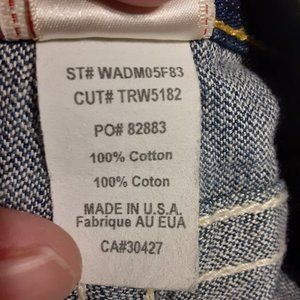 ST# WADM05F83
CUT# TRW5182
PO# 82883
100% Cotton
100% Coton
MADE IN U.S.A.
Fabrique AU EUA
CA#30427